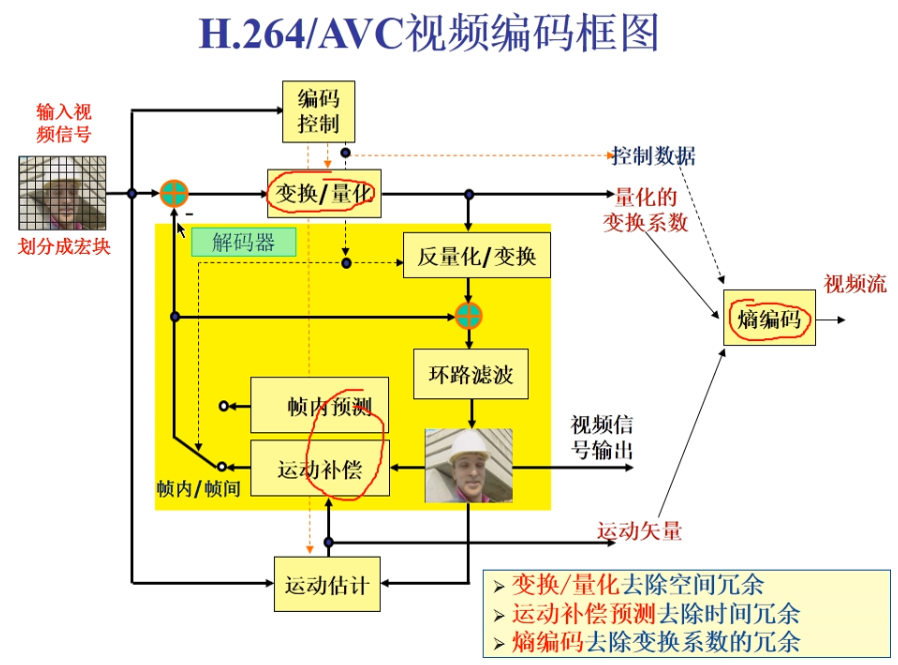 H.264/AVC视频编码框图
输入视
频信号
编码
控制
控制数据
变换/量化
量化的
变换系数
划分成宏块
-
解码器
反量化/变换
视频流
熵编码
环路滤波
帧内预测
视频信
号输出
运动补偿
帧内/帧间
运动矢量
运动估计
➢ 变换/量化去除空间冗余
➢ 运动补偿预测去除时间冗余
➢ 熵编码去除变换系数的冗余